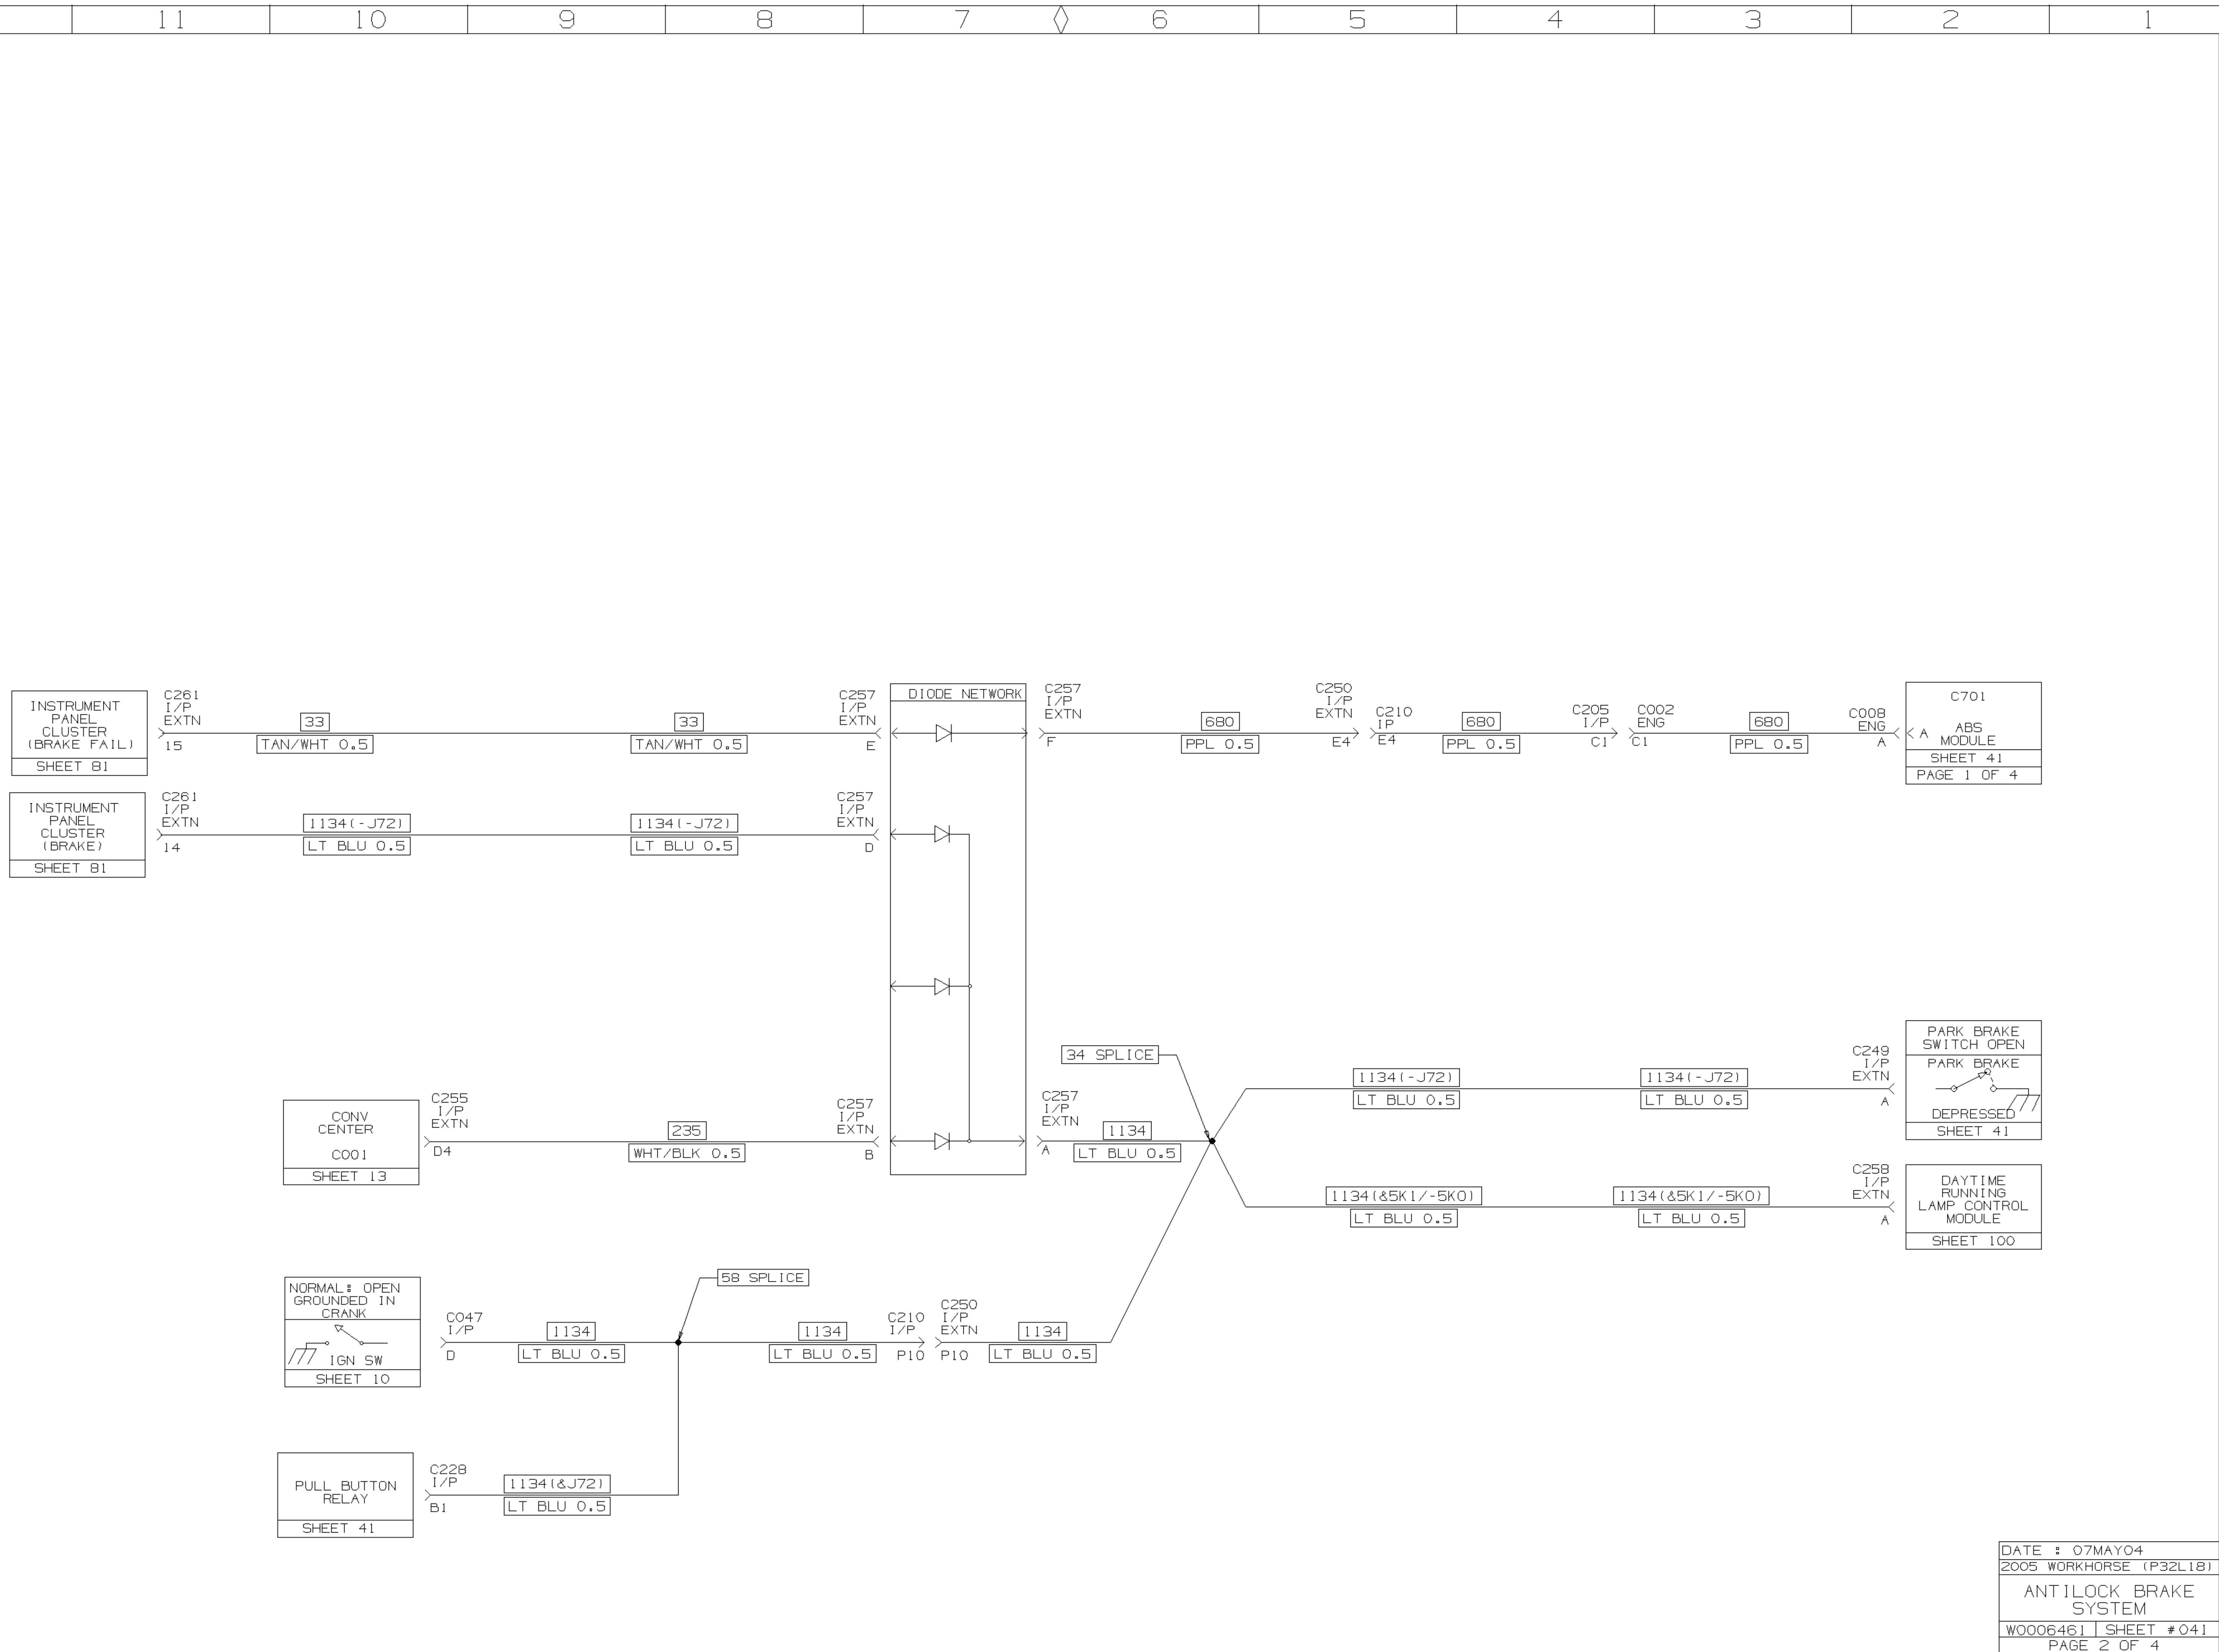 11 10 9 8 7 6 5 4 3 2 1
INSTRUMENT
PANEL
CLUSTER
(BRAKE FAIL)
SHEET 81
C261
I/P
EXTN
15
33
TAN/WHT 0.5
33
TAN/WHT 0.5
C257
I/P
EXTN
E
DIODE NETWORK
C257
I/P
EXTN
F
680
PPL 0.5
C250
I/P
EXTN
E4
C210
IP
E4
680
PPL 0.5
C205
I/P
C1
C002
ENG
C1
680
PPL 0.5
C008
ENG
A
A
C701
ABS
MODULE
SHEET 41
PAGE 1 OF 4
INSTRUMENT
PANEL
CLUSTER
(BRAKE)
SHEET 81
C261
I/P
EXTN
14
1134(-J72)
LT BLU 0.5
1134(-J72)
LT BLU 0.5
C257
I/P
EXTN
D
34 SPLICE
1134(-J72)
LT BLU 0.5
1134(-J72)
LT BLU 0.5
C249
I/P
EXTN
A
PARK BRAKE
SWITCH OPEN
PARK BRAKE
DEPRESSED
SHEET 41
CONV
CENTER
C001
SHEET 13
C255
I/P
EXTN
D4
235
WHT/BLK 0.5
C257
I/P
EXTN
B
C257
I/P
EXTN
A
1134
LT BLU 0.5
1134(&5K1/-5K0)
LT BLU 0.5
1134(&5K1/-5K0)
LT BLU 0.5
C258
I/P
EXTN
A
DAYTIME
RUNNING
LAMP CONTROL
MODULE
SHEET 100
NORMAL: OPEN
GROUNDED IN
CRANK
IGN SW
SHEET 10
C047
I/P
D
1134
LT BLU 0.5
58 SPLICE
1134
LT BLU 0.5
C210
I/P
P10
C250
I/P
EXTN
P10
1134
LT BLU 0.5
PULL BUTTON
RELAY
SHEET 41
C228
I/P
B1
1134(&J72)
LT BLU 0.5
DATE : 07MAY04
2005 WORKHORSE (P32L18)
ANTILOCK BRAKE
SYSTEM
W0006461 SHEET #041
PAGE 2 OF 4